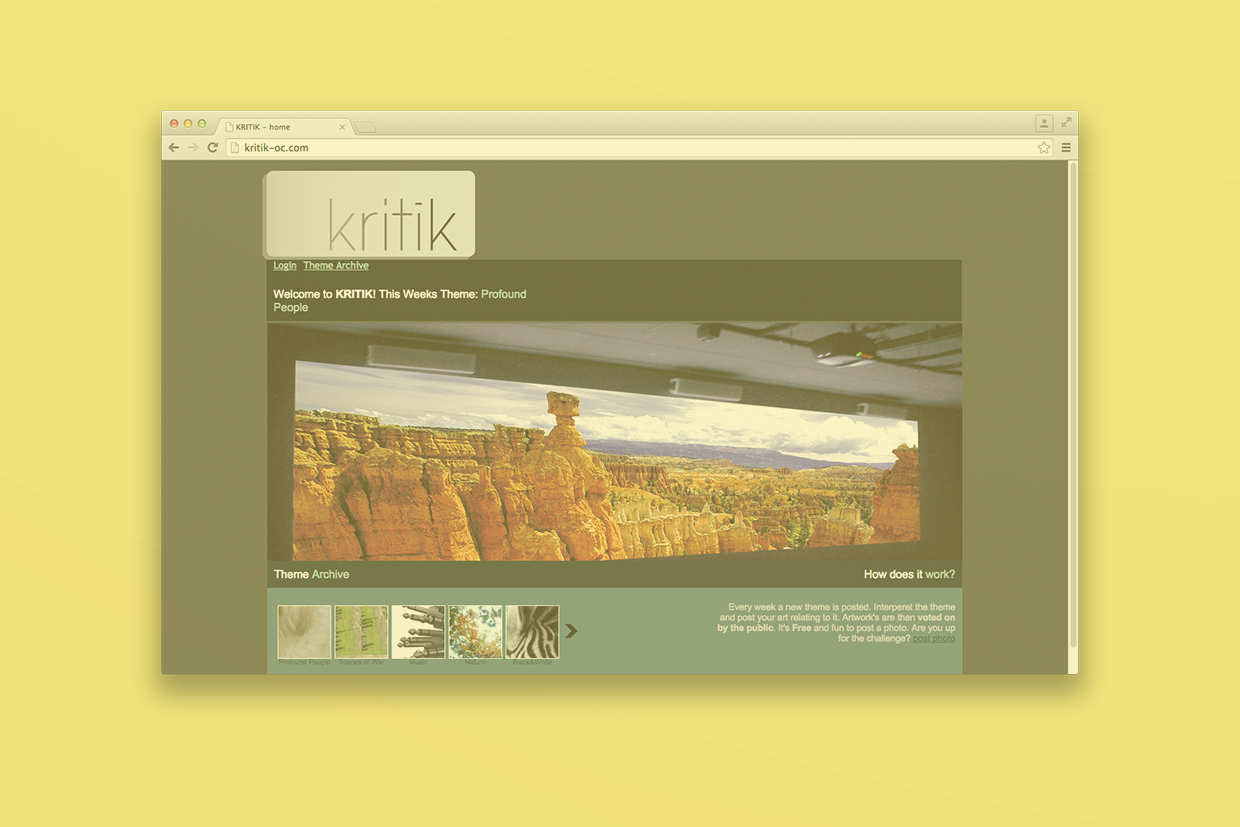 KRITIK - home
kritik-oc.com
kritik
Login Theme Archive
Welcome to KRITIK! This Weeks Theme: Profound
People
Theme Archive
How does it work?
Every week a new theme is posted. Interperet the theme
and post your art relating to it. Artwork's are then voted on
by the public. It's Free and fun to post a photo. Are you up
for the challenge? post photo
Profound People Scenes of War Music Nature Black&White